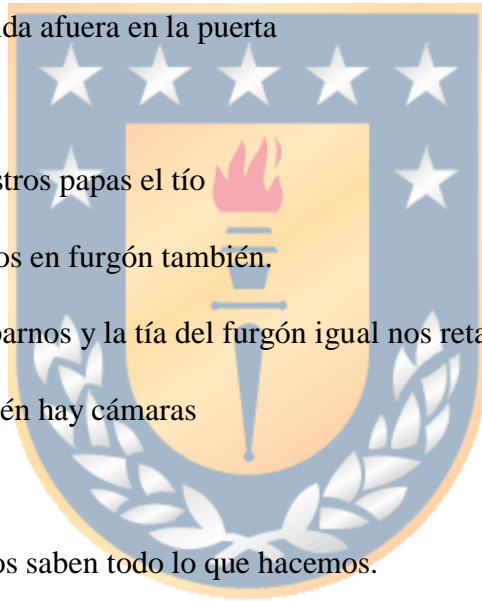 da afuera en la puerta
stros papas el tío
os en furgón también.
parnos y la tía del furgón igual nos reta
én hay cámaras
os saben todo lo que hacemos.